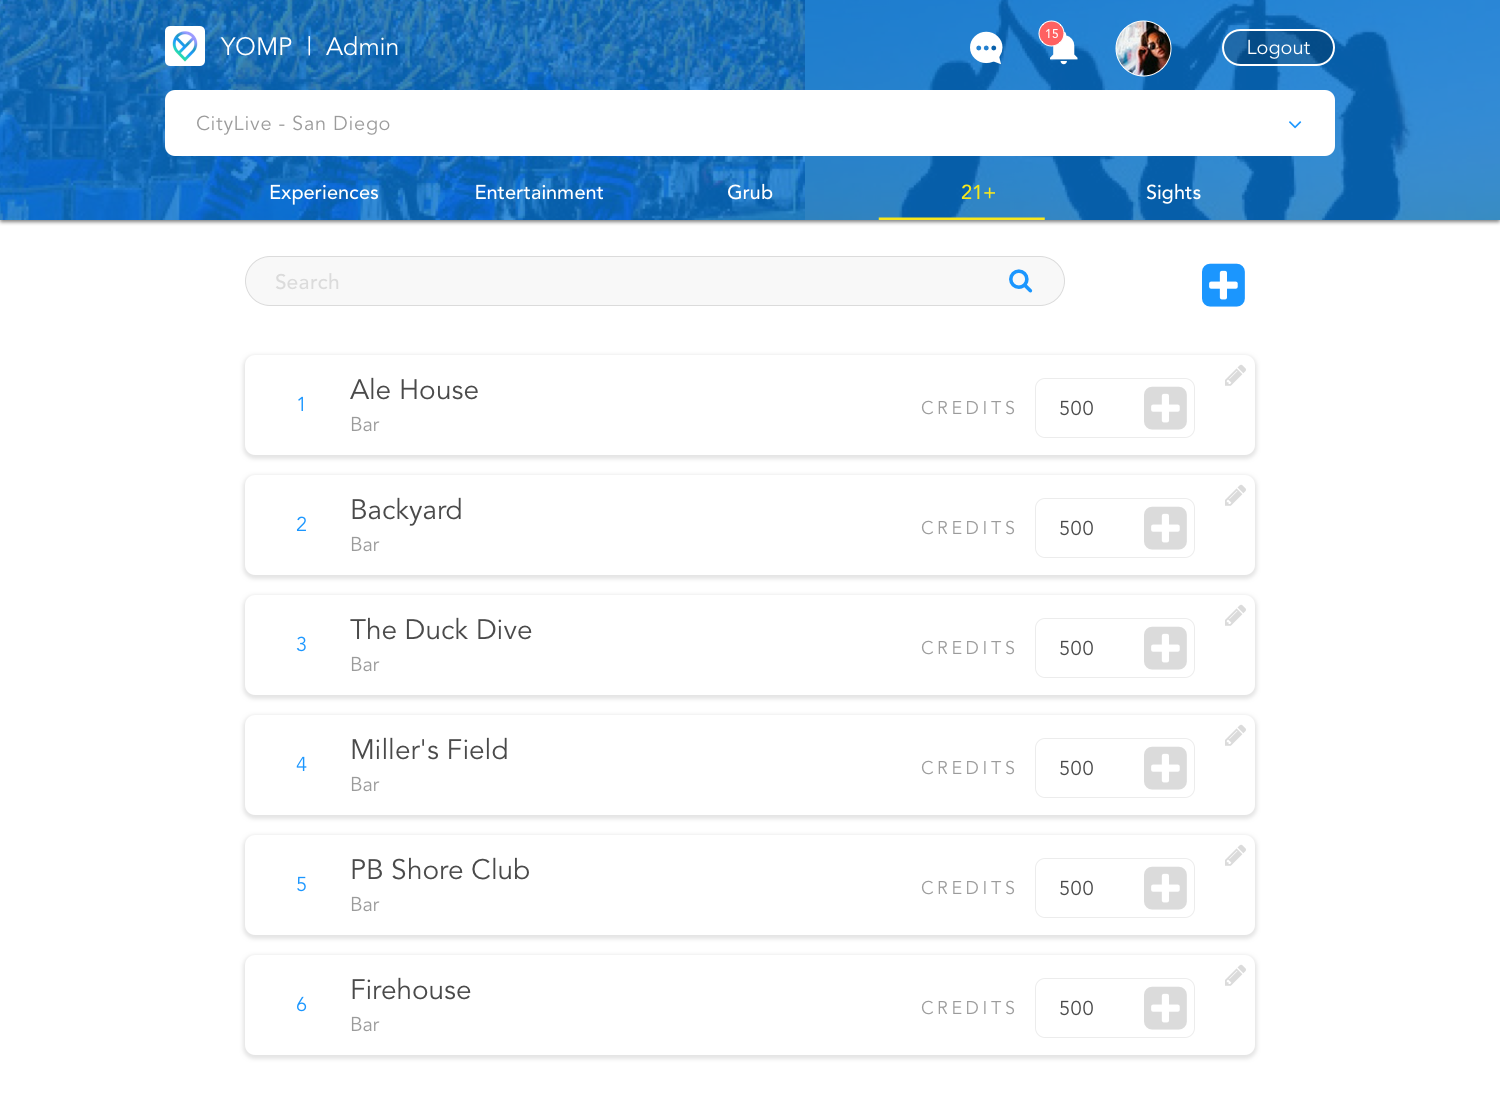 YOMP | Admin
15
Logout
CityLive - San Diego
Experiences
Entertainment
Grub
21+
Sights
Search
1
Ale House
Bar
CREDITS
500
2
Backyard
Bar
CREDITS
500
3
The Duck Dive
Bar
CREDITS
500
4
Miller's Field
Bar
CREDITS
500
5
PB Shore Club
Bar
CREDITS
500
6
Firehouse
Bar
CREDITS
500